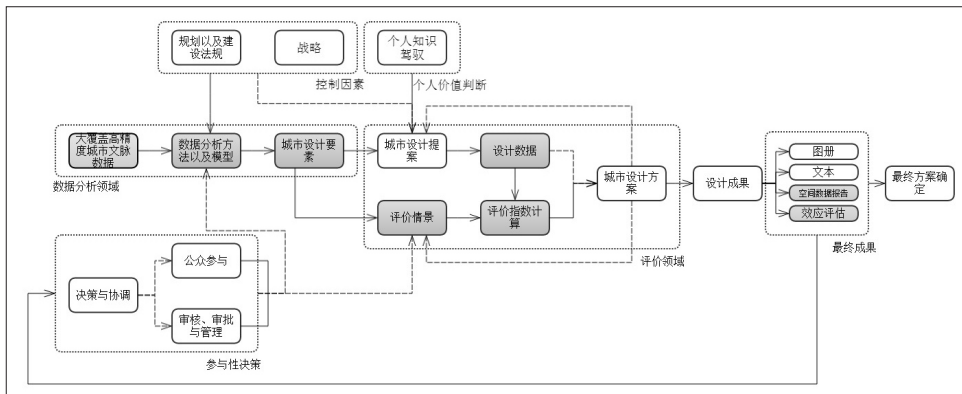 规划以及建
设法规
战略
个人知识
驾驭
控制因素
个人价值判断
大覆盖高精
度城市文脉
数据
数据分析方
法以及模型
城市设计要
素
城市设计提
案
设计数据
数据分析领域
评价情景
评价指数计
算
城市设计方
案
评价领域
设计成果
图册
文本
空间数据报告
效应评估
最终成果
最终方案确
定
决策与协调
公众参与
审核、审批
与管理
参与性决策